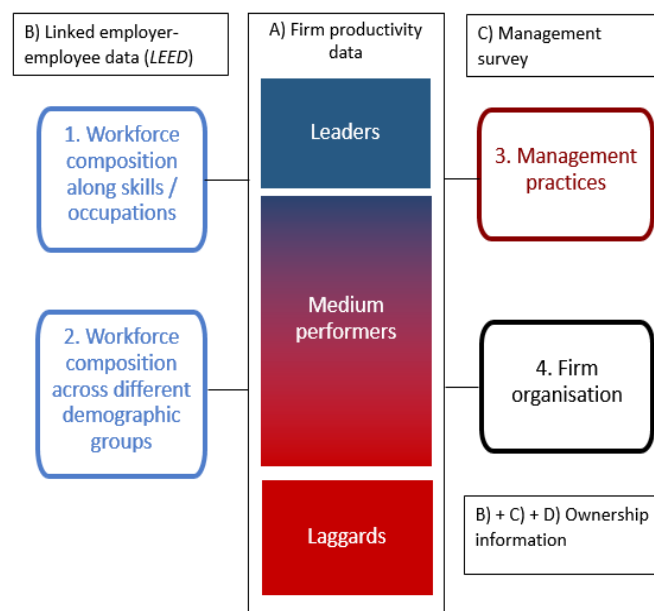 B) Linked employer-
employee data (LEED)
1. Workforce
composition
along skills /
occupations
2. Workforce
composition
across different
demographic
groups
A) Firm productivity
data
Leaders
Medium
performers
Laggards
C) Management
survey
3. Management
practices
4. Firm
organisation
B) + C) + D) Ownership
information